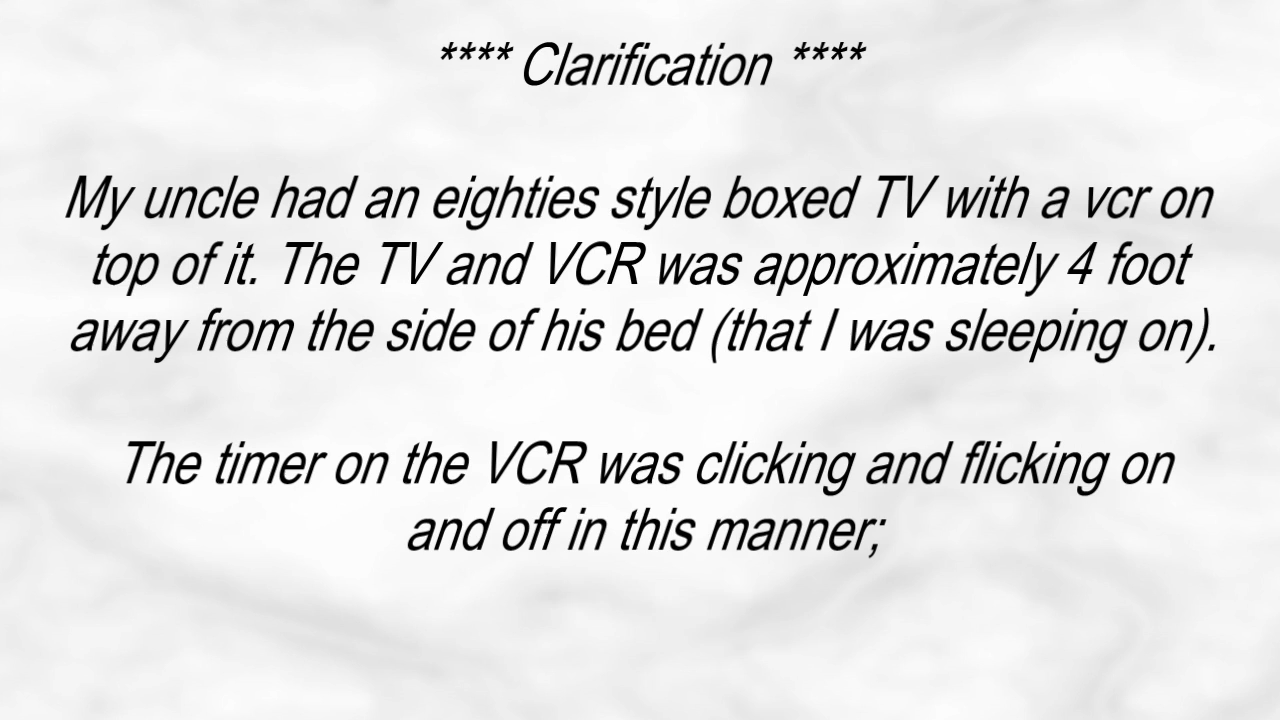 **** Clarification ****
My uncle had an eighties style boxed TV with a vcr on
top of it. The TV and VCR was approximately 4 foot
away from the side of his bed (that I was sleeping on).
The timer on the VCR was clicking and flicking on
and off in this manner;